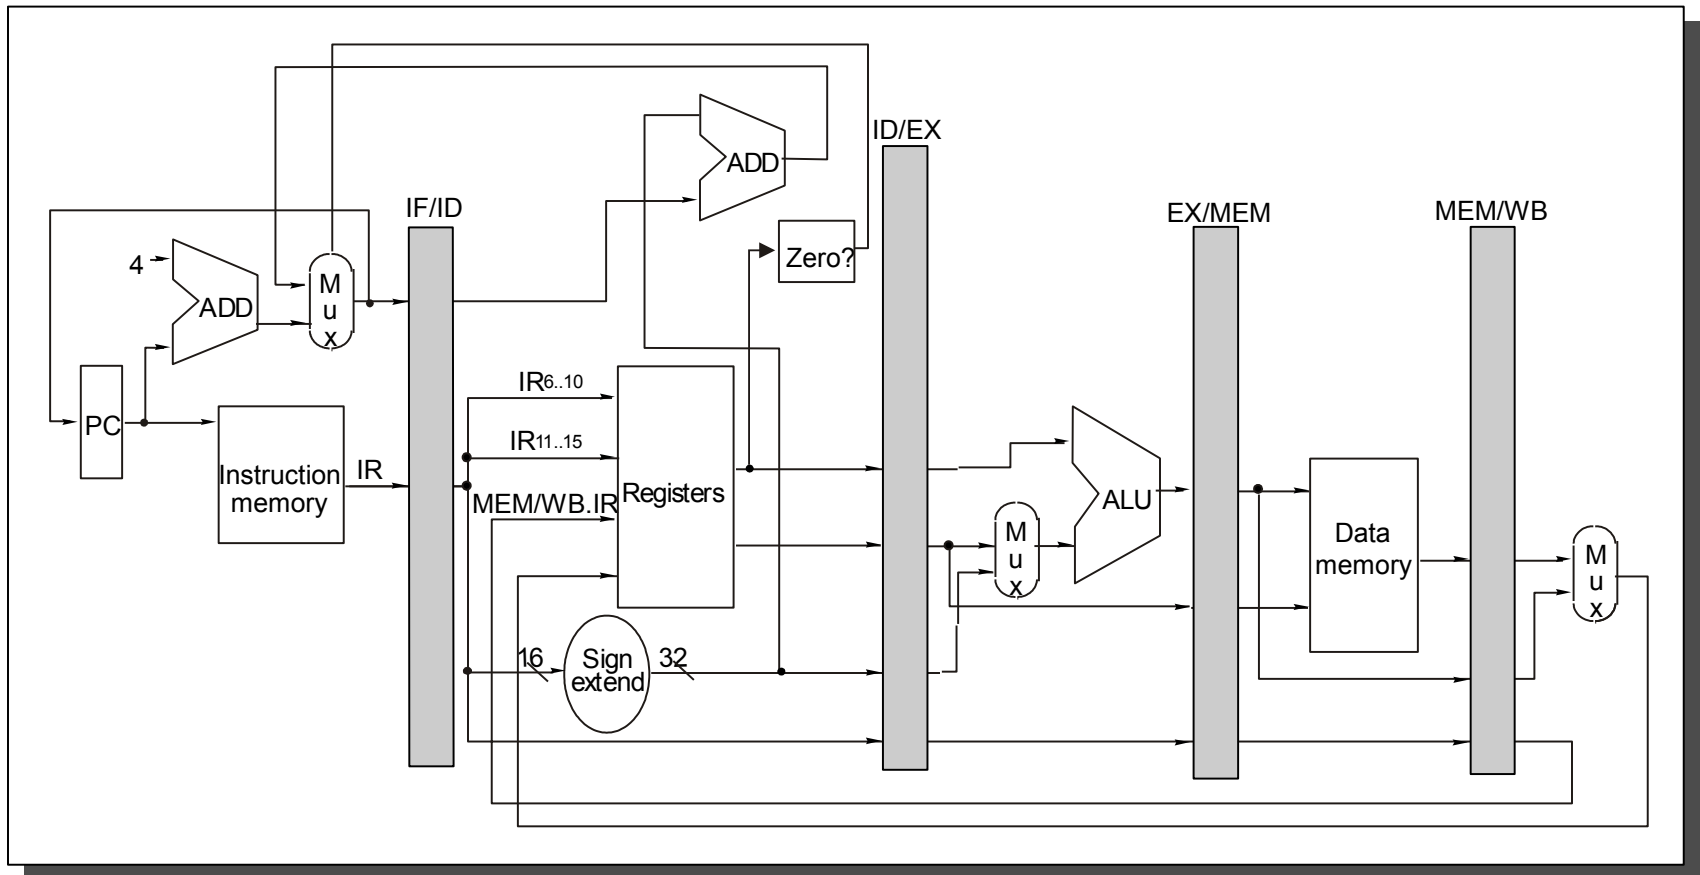 ID/EX
ADD
IF/ID
EX/MEM
MEM/WB
Zero?
4
ADD
M
u
x
IR6..10
PC
IR11..15
Instruction
memory
IR
MEM/WB.IR
Registers
ALU
M
u
x
Data
memory
M
u
x
16
Sign
extend
32